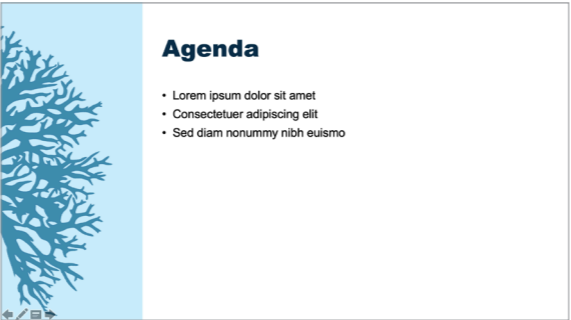 Agenda
• Lorem ipsum dolor sit amet
• Consectetuer adipiscing elit
• Sed diam nonummy nibh euismo